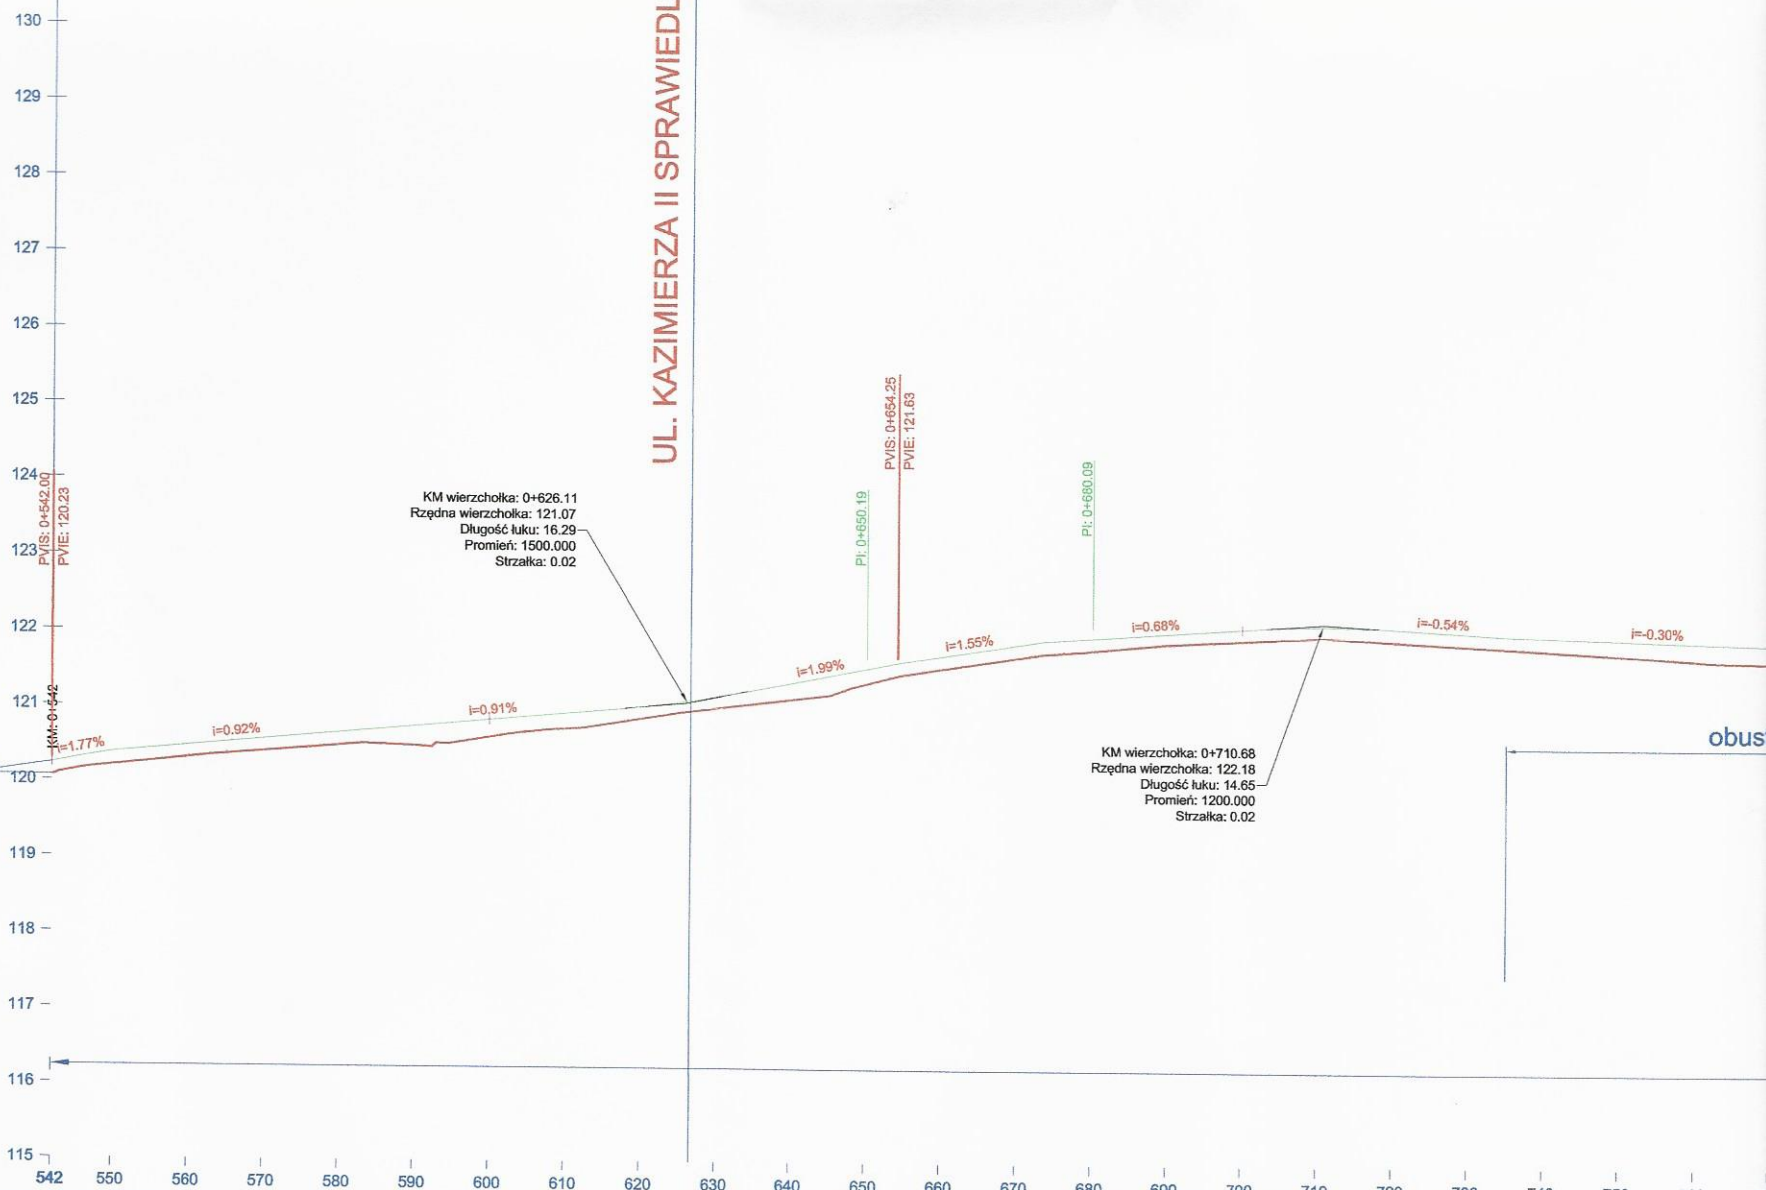 130
129
128
127
126
125
124
123
122
121
120
119
118
117
116
115
UL. KAZIMIERZA II
PVIS: 0+542.00
PVIE: 120.23
KM: 0+542
KM wierzchołka: 0+626.11
Rzędna wierzchołka: 121.07
Długość łuku: 16.29
Promień: 1500.000
Strzałka: 0.02
PI: 0+650.19
PVIS: 0+654.25
PVIE: 121.63
PI: 0+680.09
i=1.77%
i=0.92%
i=0.91%
i=1.99%
i=1.55%
i=0.68%
i=-0.54%
i=-0.30%
KM wierzchołka: 0+710.68
Rzędna wierzchołka: 122.18
Długość łuku: 14.65
Promień: 1200.000
Strzałka: 0.02
542 550 560 570 580 590 600 610 620 630 640 650 660 670 680 690 700 710